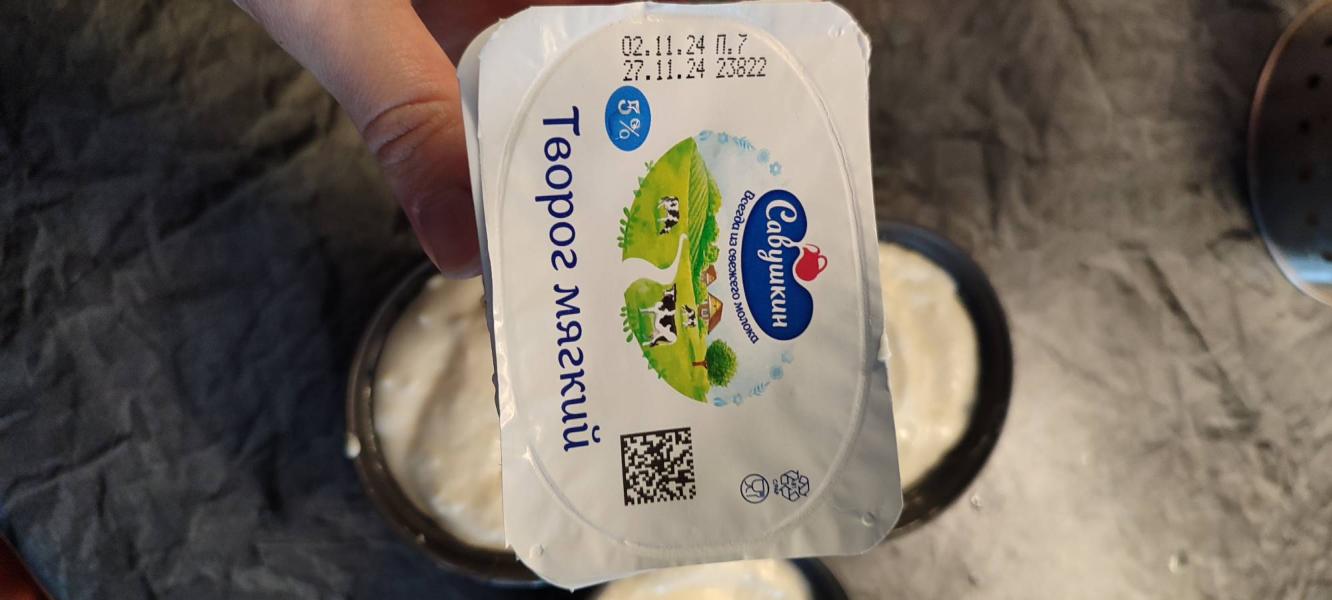 02.11.24 П.7
27.11.24 23822
Савушкин
Всегда из свежего молока
5%
Творог мягкий